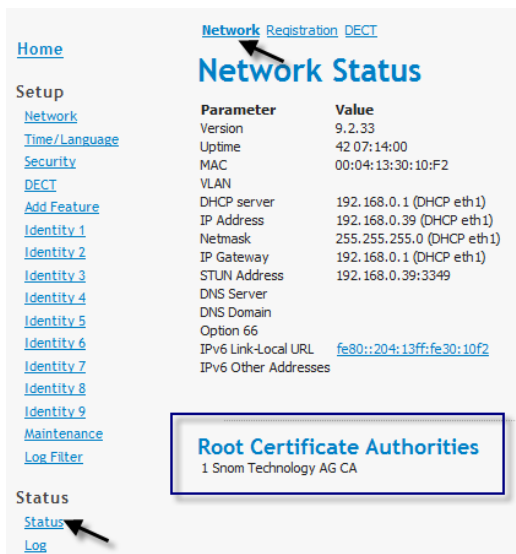 Home
Setup
Network
Time/Language
Security
DECT
Add Feature
Identity 1
Identity 2
Identity 3
Identity 4
Identity 5
Identity 6
Identity 7
Identity 8
Identity 9
Maintenance
Log Filter
Status
Status
Log
Network Registration DECT
Network Status
Parameter Value
Version 9.2.33
Uptime 42 07:14:00
MAC 00:04:13:30:10:F2
VLAN
DHCP server 192.168.0.1 (DHCP eth1)
IP Address 192.168.0.39 (DHCP eth1)
Netmask 255.255.255.0 (DHCP eth1)
IP Gateway 192.168.0.1 (DHCP eth1)
STUN Address 192.168.0.39:3349
DNS Server
DNS Domain
Option 66
IPv6 Link-Local URL fe80::204:13ff:fe30:10f2
IPv6 Other Addresses
Root Certificate Authorities
1 Snom Technology AG CA